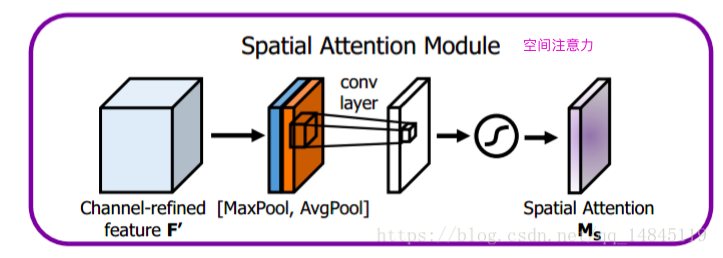 Spatial Attention Module
空间注意力
conv
layer
Channel-refined
feature F'
[MaxPool, AvgPool]
Spatial Attention
Ms